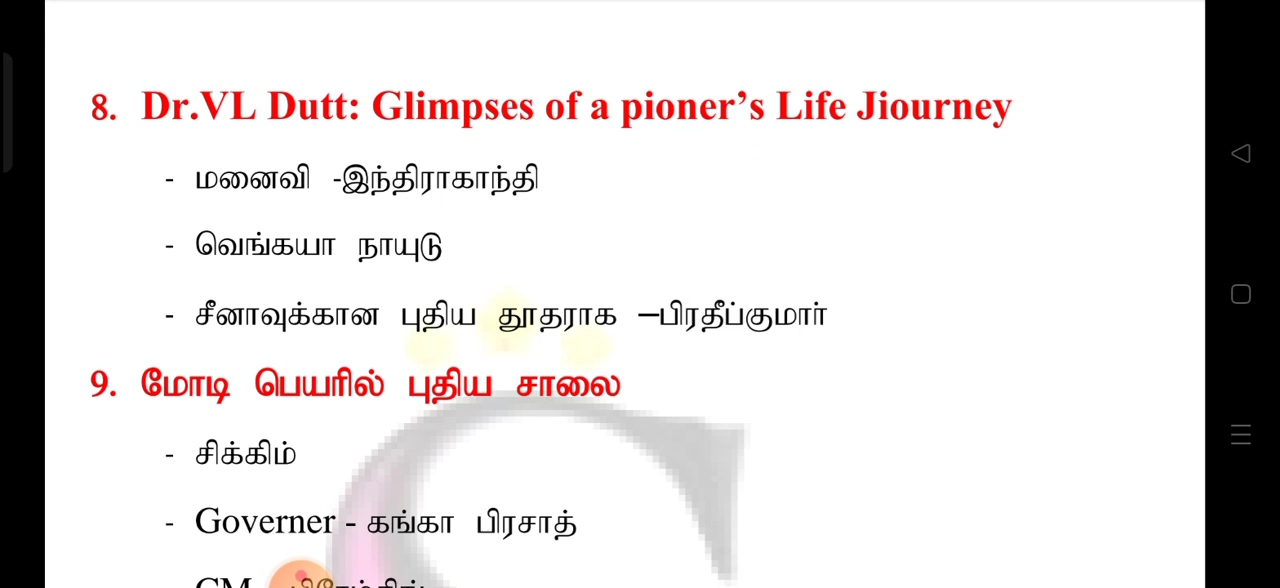 8. Dr.VL Dutt: Glimpses of a pioner’s Life Jiourney
- மனைவி -இந்திராகாந்தி
- வெங்கயா நாயுடு
- சீனாவுக்கான புதிய தூதராக –பிரதீப்குமார்
9. மோடி பெயரில் புதிய சாலை
- சிக்கிம்
- Governer - கங்கா பிரசாத்
CM